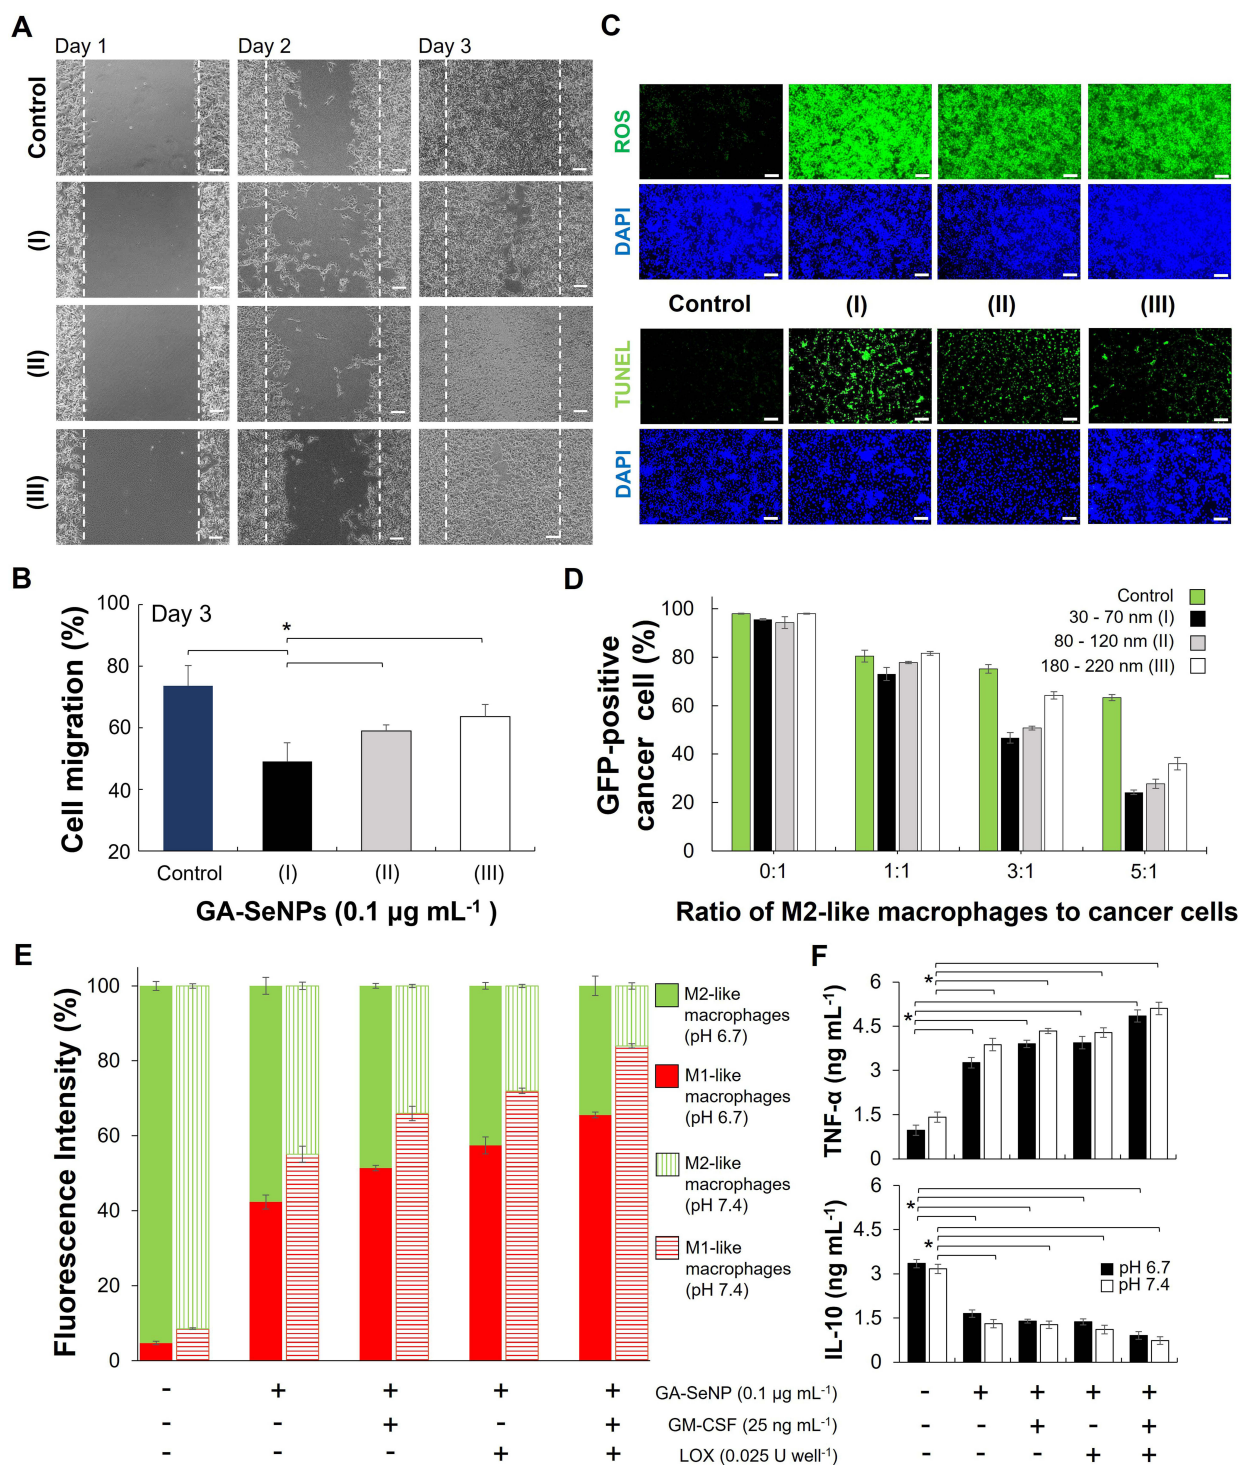 A
Day 1
Day 2
Day 3
Control
(I)
(II)
(III)
C
ROS
DAPI
Control
(I)
(II)
(III)
TUNEL
DAPI
B
Cell migration (%)
100
80
60
40
20
Day 3
*
Control
(I)
(II)
(III)
GA-SeNPs (0.1 µg mL⁻¹ )
D
GFP-positive
cancer cell (%)
100
80
60
40
20
0
Control
30 - 70 nm (I)
80 - 120 nm (II)
180 - 220 nm (III)
0:1
1:1
3:1
5:1
Ratio of M2-like macrophages to cancer cells
E
Fluorescence Intensity (%)
100
80
60
40
20
0
M2-like
macrophages
(pH 6.7)
M1-like
macrophages
(pH 6.7)
M2-like
macrophages
(pH 7.4)
M1-like
macrophages
(pH 7.4)
F
TNF-α (ng mL⁻¹)
6
4.5
3
1.5
0
*
*
IL-10 (ng mL⁻¹)
6
4.5
3
1.5
0
*
*
pH 6.7
pH 7.4
- + + + + GA-SeNP (0.1 µg mL⁻¹) - + + + +
- - + - + GM-CSF (25 ng mL⁻¹) - - + - +
- - - + + LOX (0.025 U well⁻¹) - - - + +